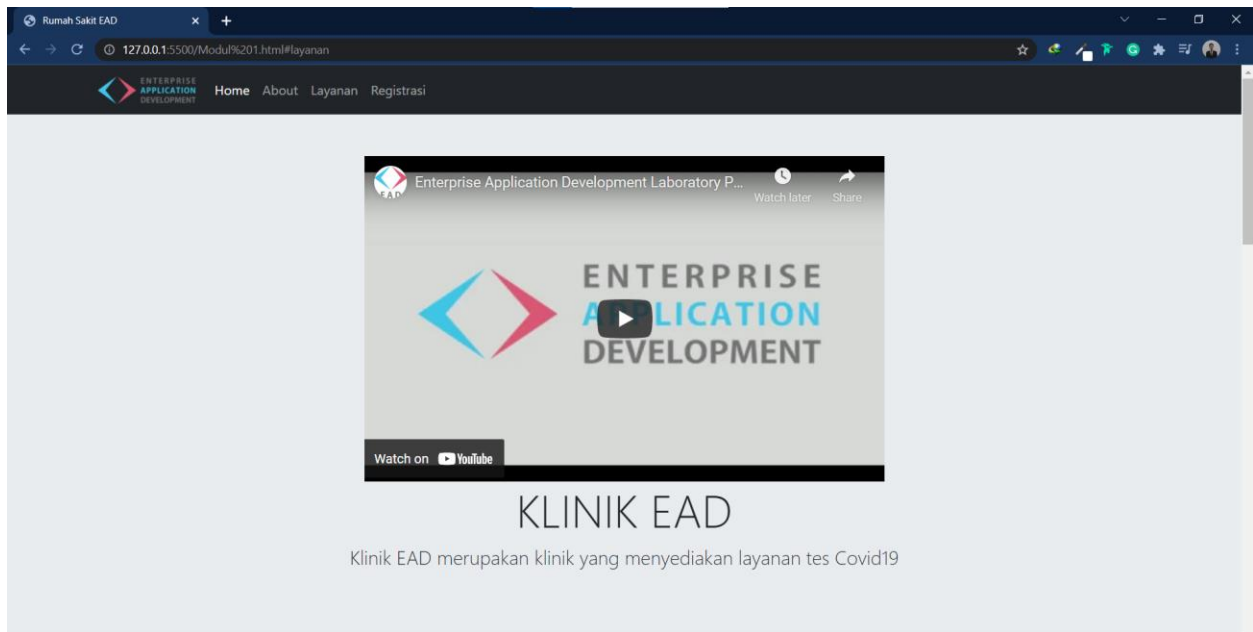 Rumah Sakit EAD
127.0.0.1:5500/Modul%201.html#layanan
ENTERPRISE
APPLICATION
DEVELOPMENT
Home About Layanan Registrasi
Enterprise Application Development Laboratory P...
Watch later Share
EAD
ENTERPRISE
APPLICATION
DEVELOPMENT
Watch on YouTube
KLINIK EAD
Klinik EAD merupakan klinik yang menyediakan layanan tes Covid19